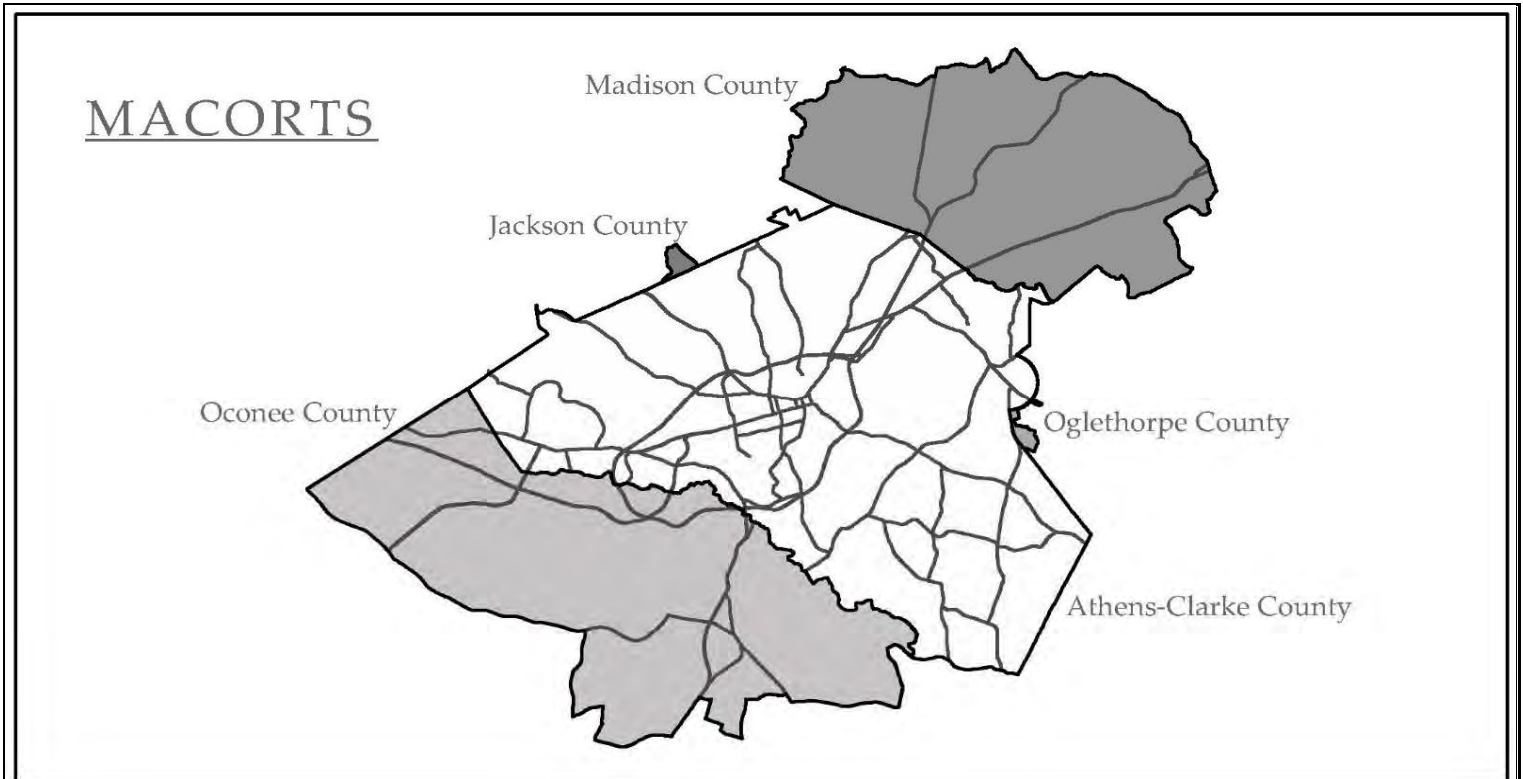 Madison County
MACORTS
Jackson County
Oconee County
Oglethorpe County
Athens-Clarke County